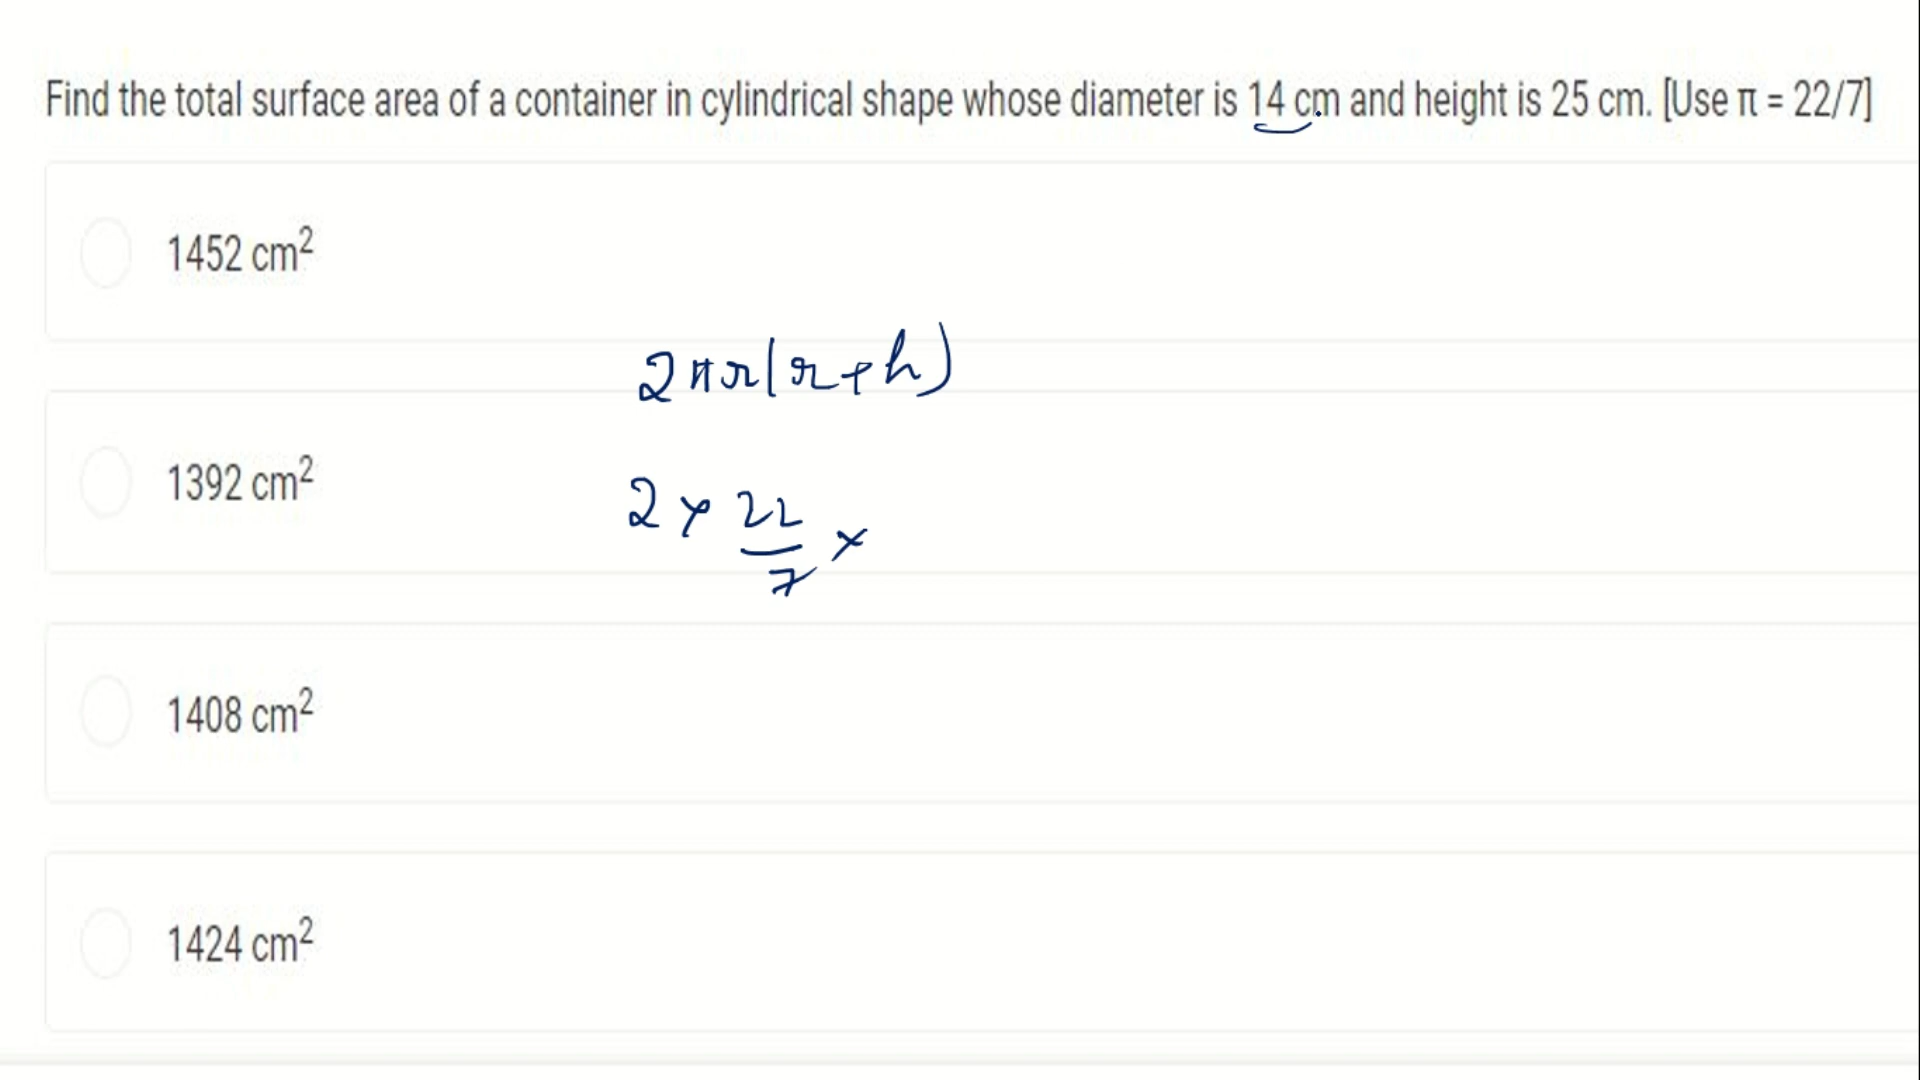 Find the total surface area of a container in cylindrical shape whose diameter is 14 cm and height is 25 cm. [Use π = 22/7]
1452 cm²
2πr(r+h)
1392 cm²
2 × 22/7 ×
1408 cm²
1424 cm²